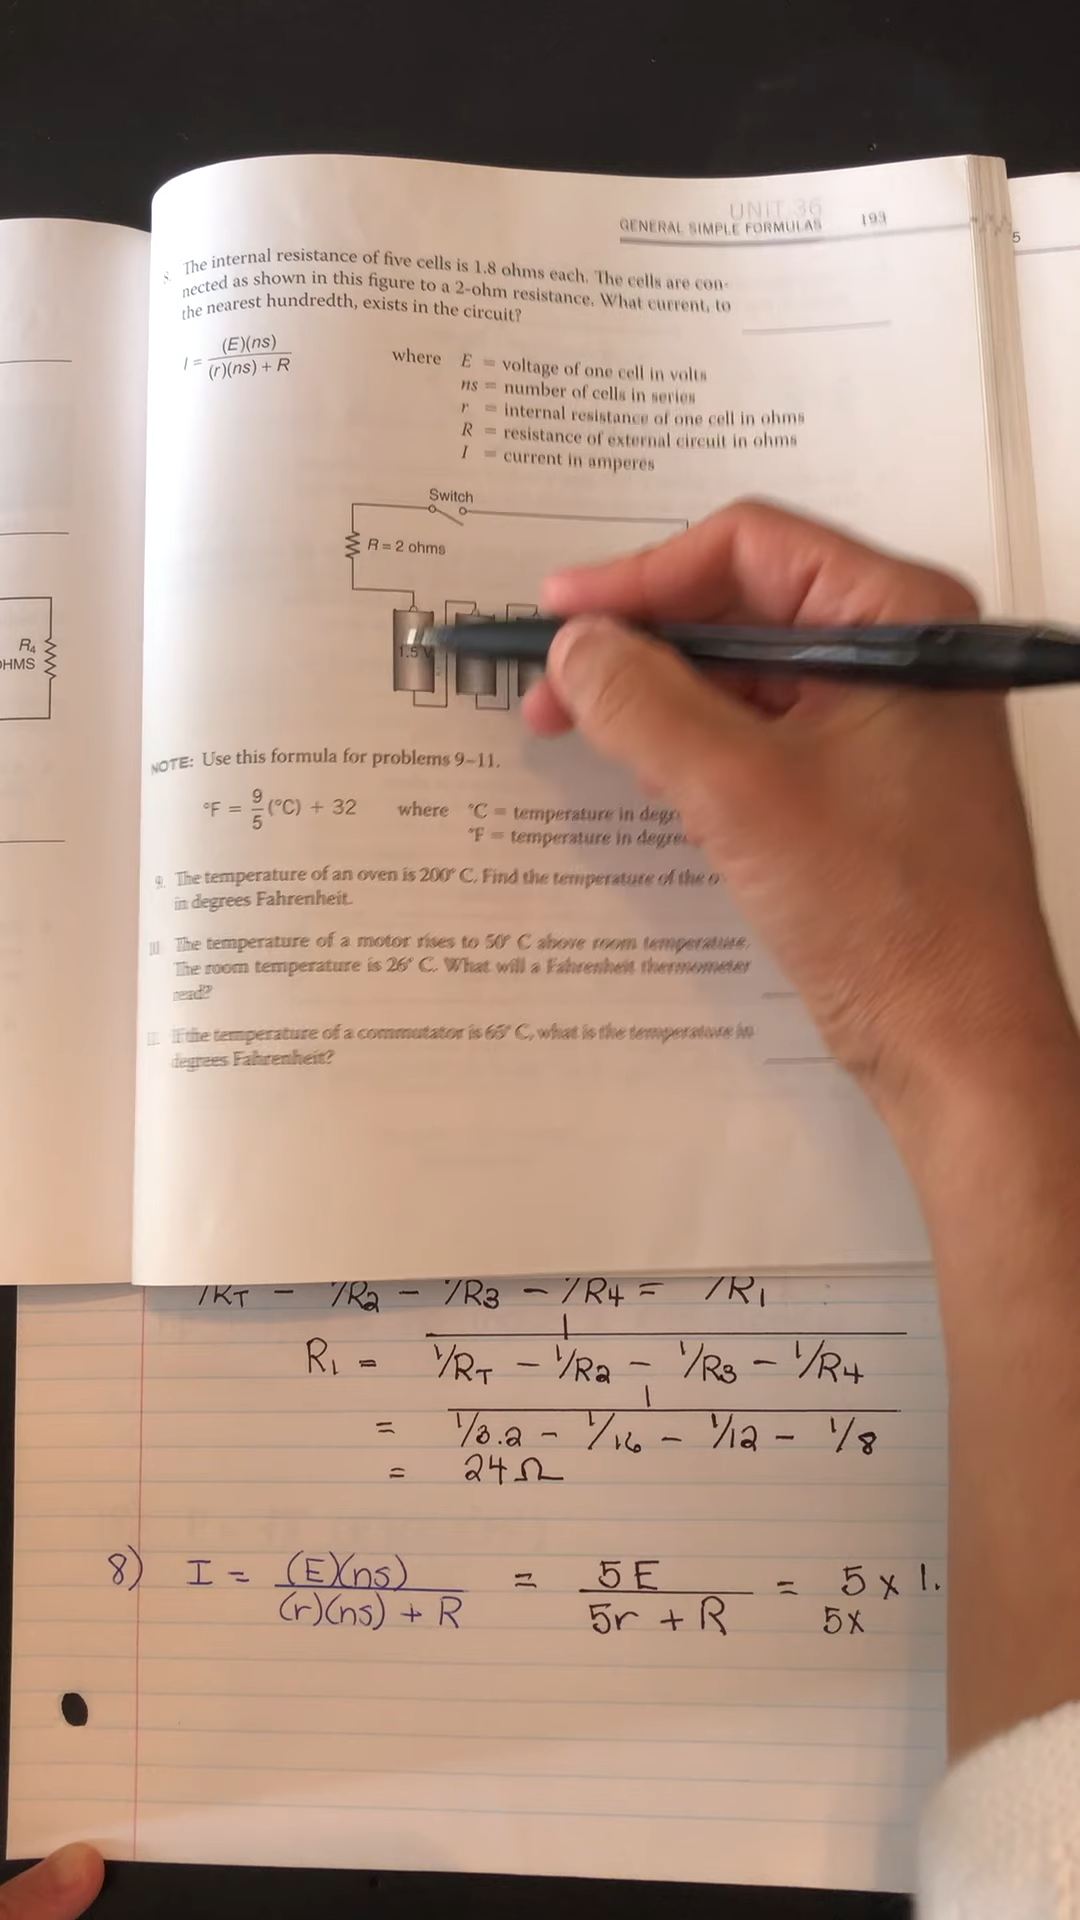 UNIT 36
GENERAL SIMPLE FORMULAS 193
5
8. The internal resistance of five cells is 1.8 ohms each. The cells are con-
nected as shown in this figure to a 2-ohm resistance. What current, to
the nearest hundredth, exists in the circuit?
I = (E)(ns) / (r)(ns) + R
where E = voltage of one cell in volts
ns = number of cells in series
r = internal resistance of one cell in ohms
R = resistance of external circuit in ohms
I = current in amperes
Switch
R = 2 ohms
1.5 V
R4
OHMS
NOTE: Use this formula for problems 9–11.
°F = 9/5 (°C) + 32 where °C = temperature in degr
°F = temperature in degre
9. The temperature of an oven is 200° C. Find the temperature of the o
in degrees Fahrenheit.
10. The temperature of a motor rises to 50° C above room temperature.
The room temperature is 26° C. What will a Fahrenheit thermometer
read?
11. If the temperature of a commutator is 65° C, what is the temperature in
degrees Fahrenheit?
1/RT - 1/R2 - 1/R3 - 1/R4 = 1/R1
R1 = 1 / 1/RT - 1/R2 - 1/R3 - 1/R4
= 1 / 1/3.2 - 1/16 - 1/12 - 1/8
= 24 Ω
8) I = (E)(ns) / (r)(ns) + R = 5E / 5r + R = 5 x 1.
5x